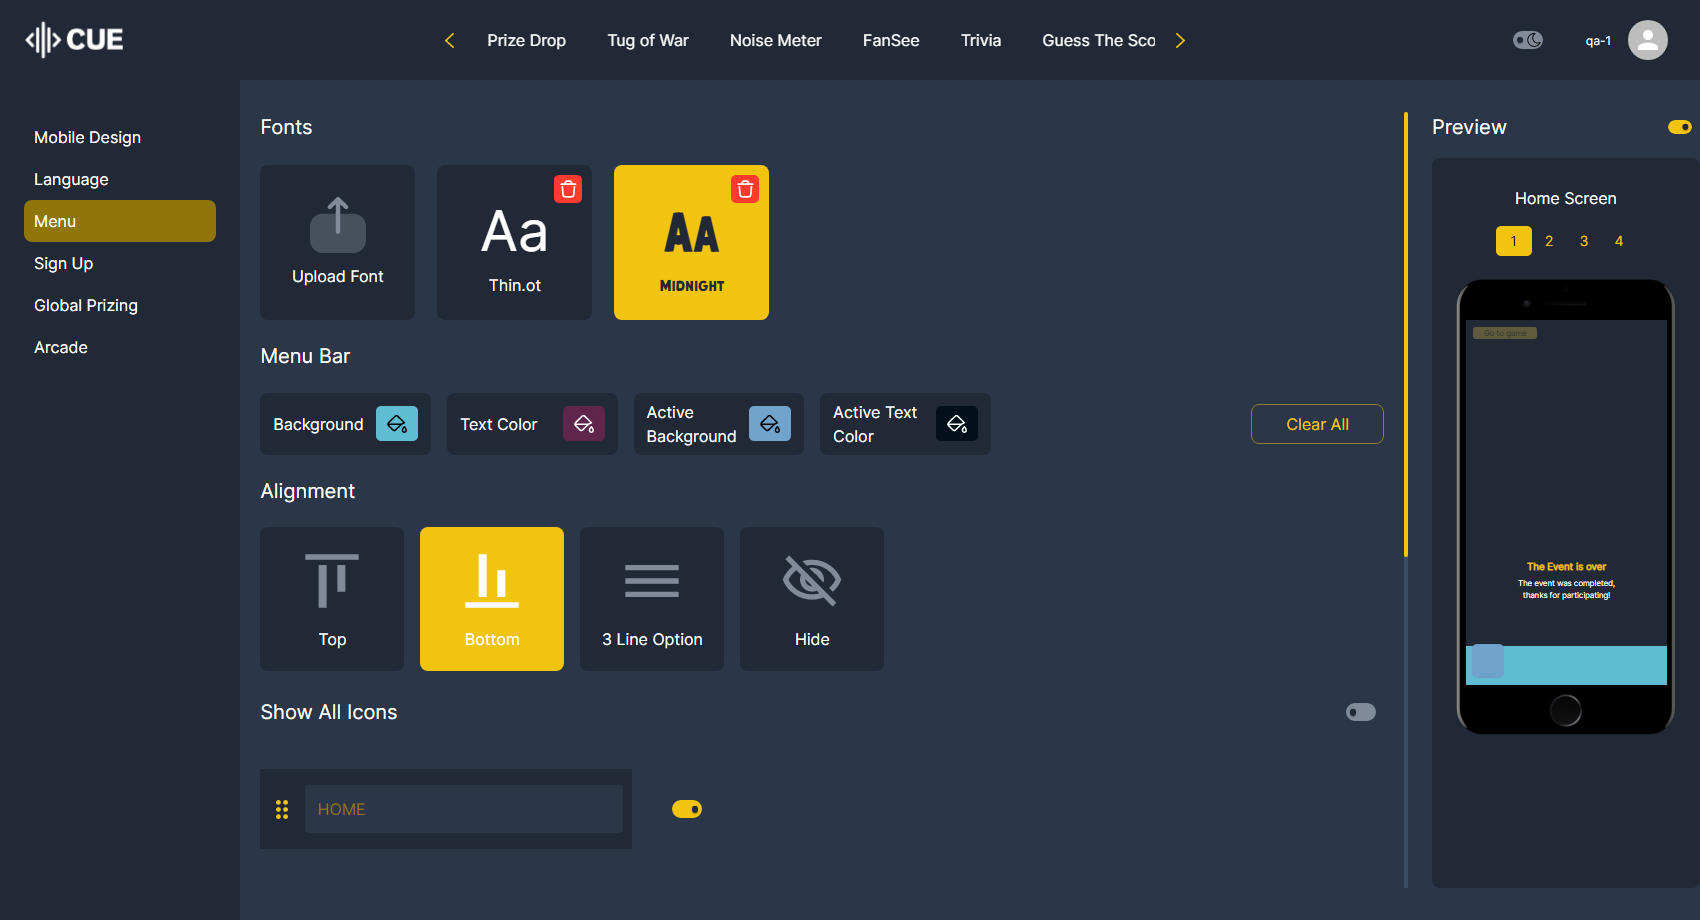 CUE
Prize Drop
Tug of War
Noise Meter
FanSee
Trivia
Guess The Sco
qa-1
Mobile Design
Language
Menu
Sign Up
Global Prizing
Arcade
Fonts
Upload Font
Aa
Thin.ot
AA
MIDNIGHT
Menu Bar
Background
Text Color
Active
Background
Active Text
Color
Clear All
Alignment
Top
Bottom
3 Line Option
Hide
Show All Icons
HOME
Preview
Home Screen
1 2 3 4
Go to game
The Event is over
The event was completed,
thanks for participating!